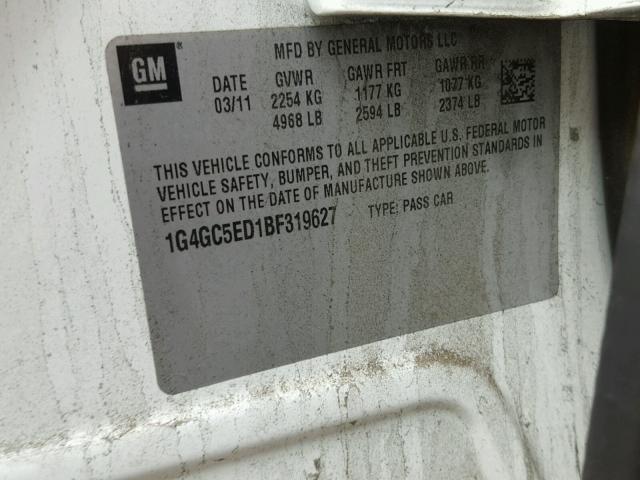 GM
MFD BY GENERAL MOTORS LLC
DATE GVWR GAWR FRT GAWR RR
03/11 2254 KG 1177 KG 1077 KG
4968 LB 2594 LB 2374 LB
THIS VEHICLE CONFORMS TO ALL APPLICABLE U.S. FEDERAL MOTOR
VEHICLE SAFETY, BUMPER, AND THEFT PREVENTION STANDARDS IN
EFFECT ON THE DATE OF MANUFACTURE SHOWN ABOVE.
1G4GC5ED1BF319627 TYPE: PASS CAR